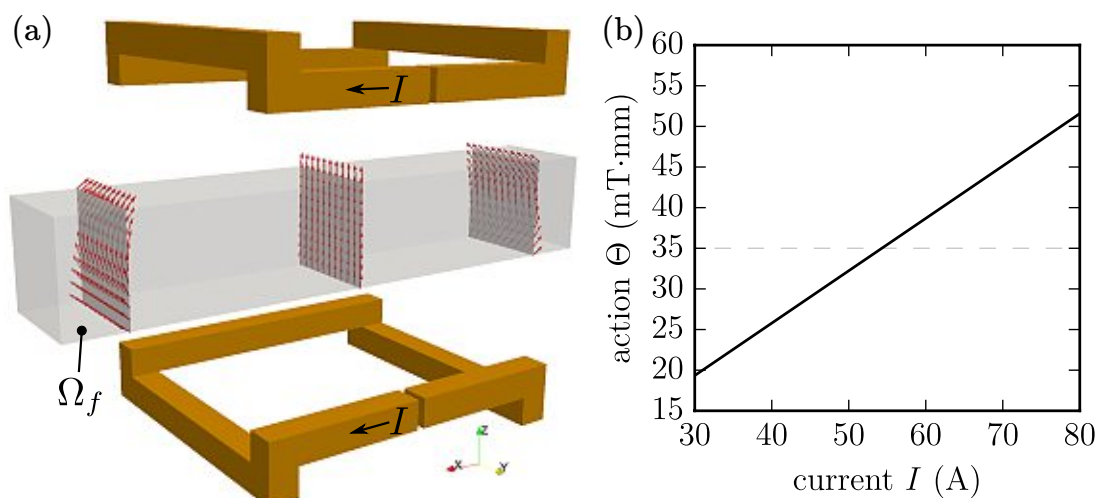 (a)
I
Ω_f
I
Z
X
Y
(b)
action Θ (mT·mm)
60
55
50
45
40
35
30
25
20
15
30 40 50 60 70 80
current I (A)